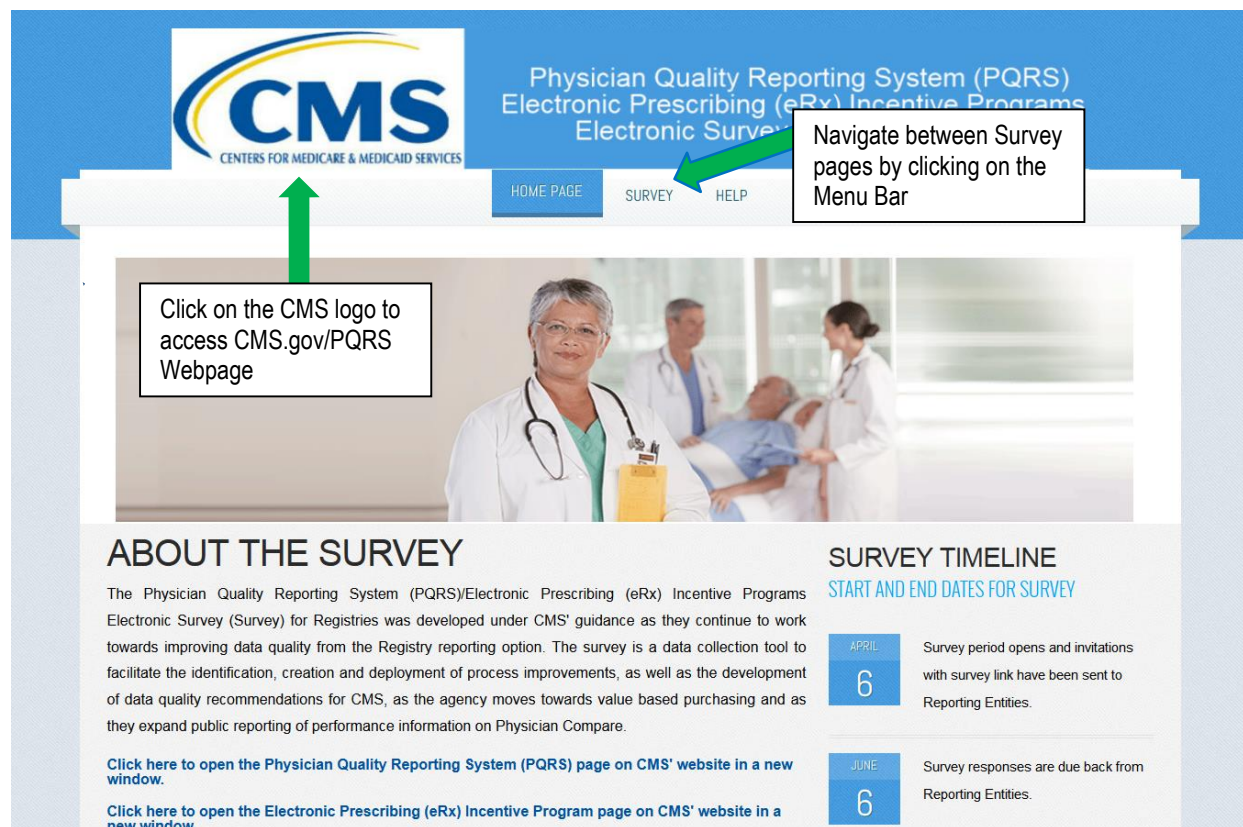 CMS
CENTERS FOR MEDICARE & MEDICAID SERVICES
Physician Quality Reporting System (PQRS)
Electronic Prescribing (eRx) Incentive Programs
Electronic Survey
Navigate between Survey
pages by clicking on the
Menu Bar
HOME PAGE
SURVEY
HELP
Click on the CMS logo to
access CMS.gov/PQRS
Webpage
ABOUT THE SURVEY
The Physician Quality Reporting System (PQRS)/Electronic Prescribing (eRx) Incentive Programs
Electronic Survey (Survey) for Registries was developed under CMS' guidance as they continue to work
towards improving data quality from the Registry reporting option. The survey is a data collection tool to
facilitate the identification, creation and deployment of process improvements, as well as the development
of data quality recommendations for CMS, as the agency moves towards value based purchasing and as
they expand public reporting of performance information on Physician Compare.
Click here to open the Physician Quality Reporting System (PQRS) page on CMS' website in a new
window.
Click here to open the Electronic Prescribing (eRx) Incentive Program page on CMS' website in a
new window
SURVEY TIMELINE
START AND END DATES FOR SURVEY
APRIL
6
Survey period opens and invitations
with survey link have been sent to
Reporting Entities.
JUNE
6
Survey responses are due back from
Reporting Entities.